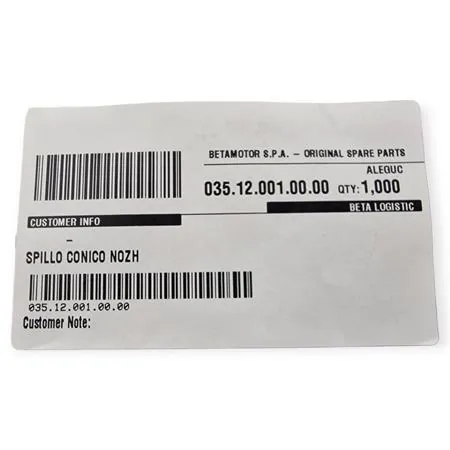 BETAMOTOR S.P.A. – ORIGINAL SPARE PARTS
ALEQUC
035.12.001.00.00 QTY: 1,000
CUSTOMER INFO
BETA LOGISTIC
–
SPILLO CONICO NOZH
035.12.001.00.00
Customer Note: